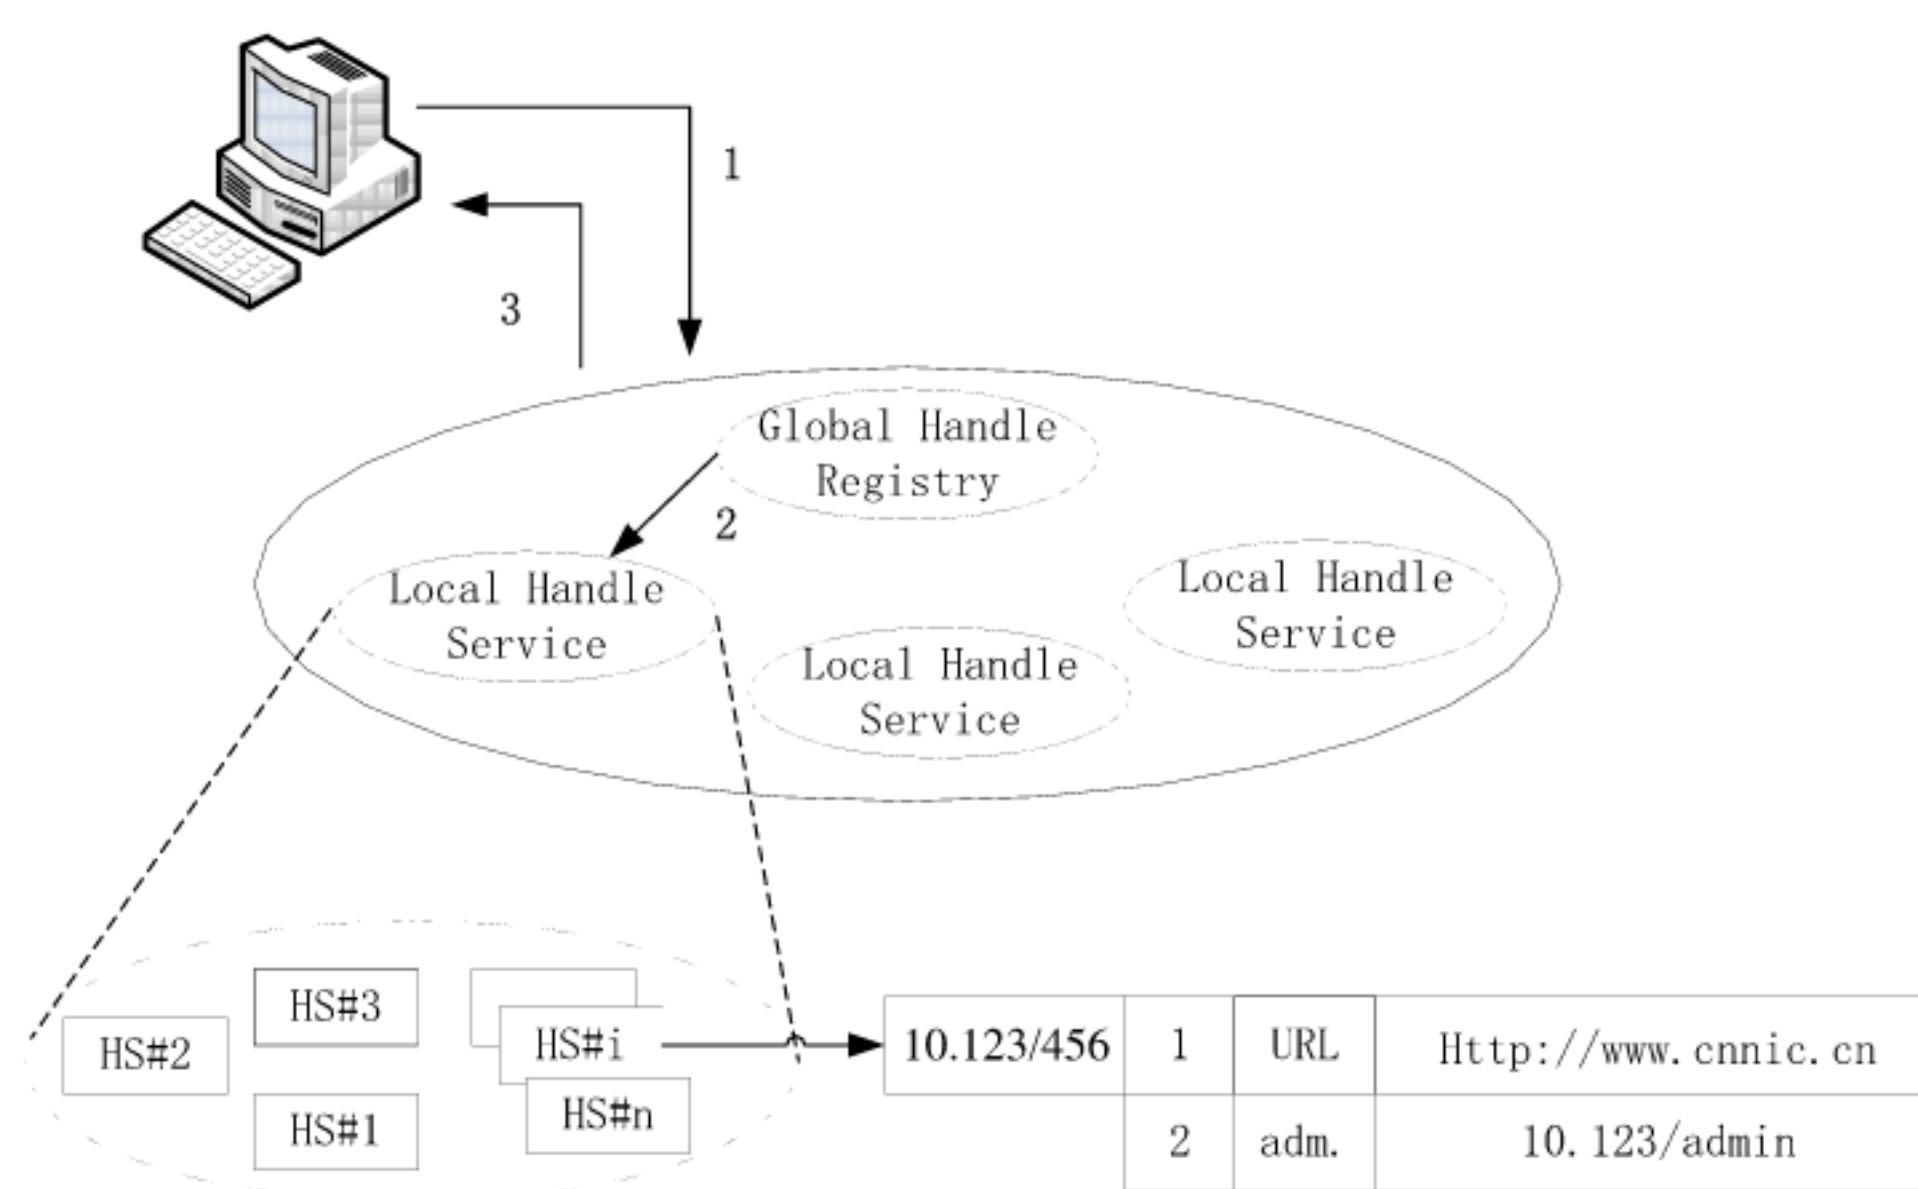 1
3
Global Handle
Registry
2
Local Handle
Service
Local Handle
Service
Local Handle
Service
HS#3
HS#2
HS#i
HS#1
HS#n
10.123/456 1 URL Http://www.cnnic.cn
2 adm. 10.123/admin